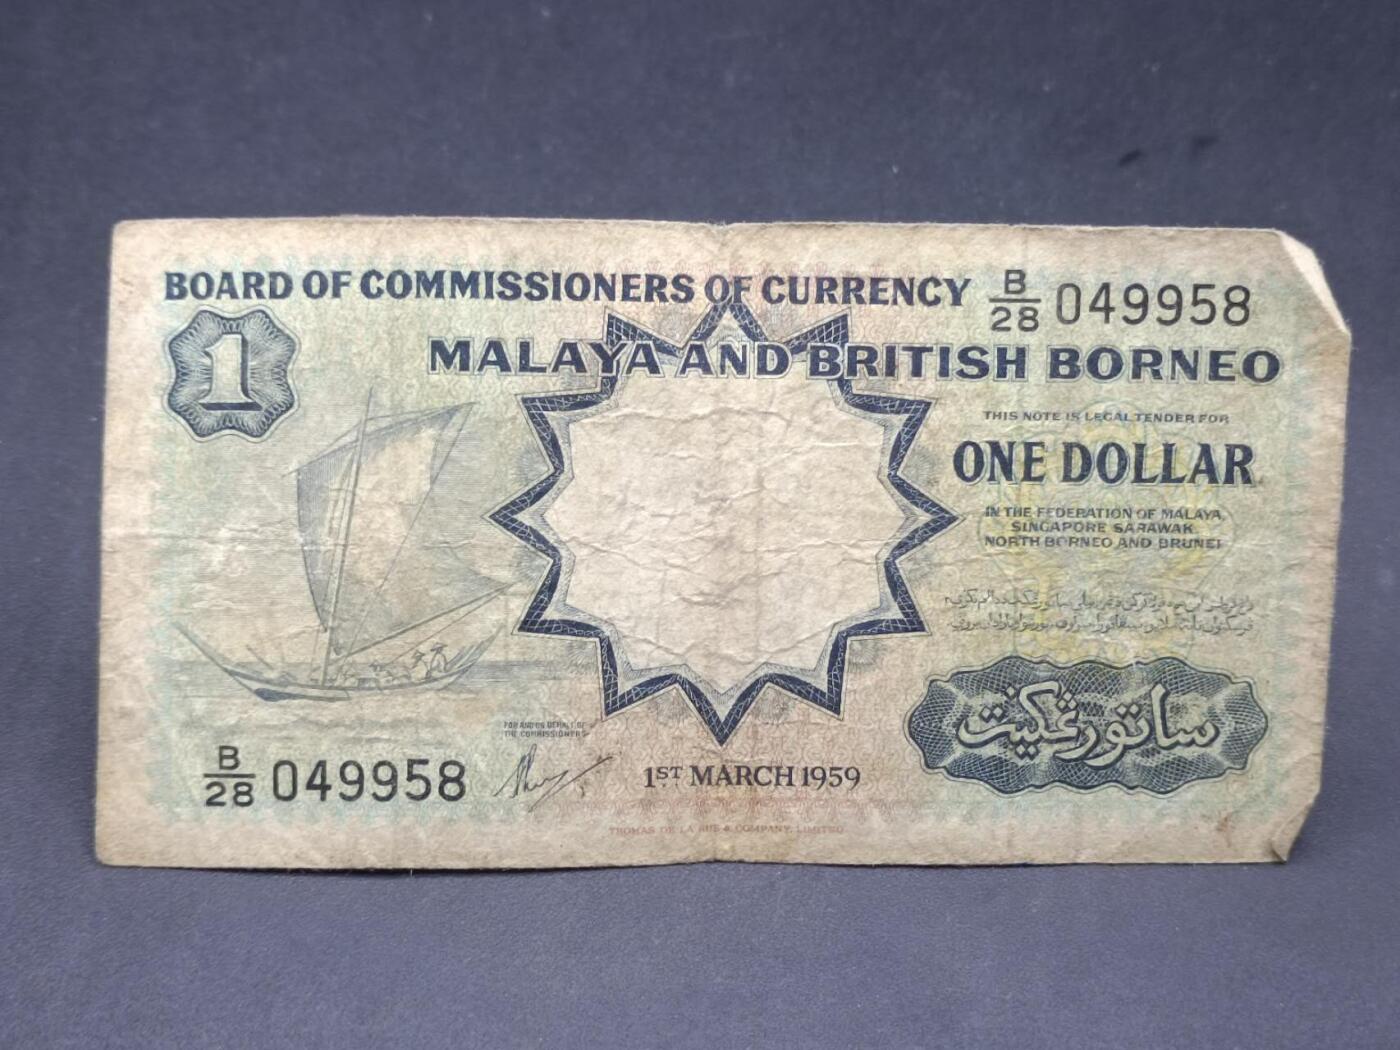 BOARD OF COMMISSIONERS OF CURRENCY
B/28 049958
1
MALAYA AND BRITISH BORNEO
THIS NOTE IS LEGAL TENDER FOR
ONE DOLLAR
IN THE FEDERATION OF MALAYA,
SINGAPORE SARAWAK
NORTH BORNEO AND BRUNEI
ساتو رڠݢيت
FOR AND ON BEHALF OF
THE COMMISSIONERS
B/28 049958
1ST MARCH 1959
THOMAS DE LA RUE & COMPANY, LIMITED